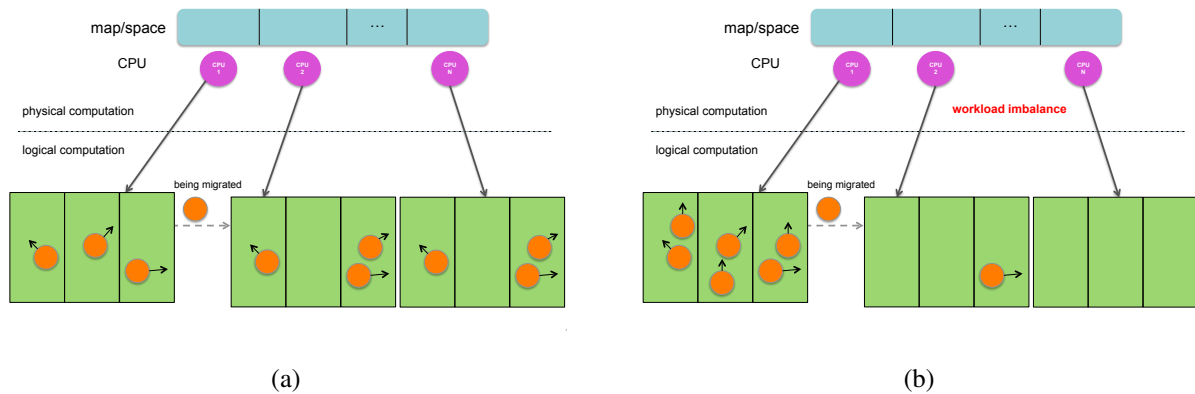 map/space
...
CPU
CPU
1
CPU
2
CPU
N
physical computation
logical computation
being migrated
(a)
map/space
...
CPU
CPU
1
CPU
2
CPU
N
physical computation
workload imbalance
logical computation
being migrated
(b)